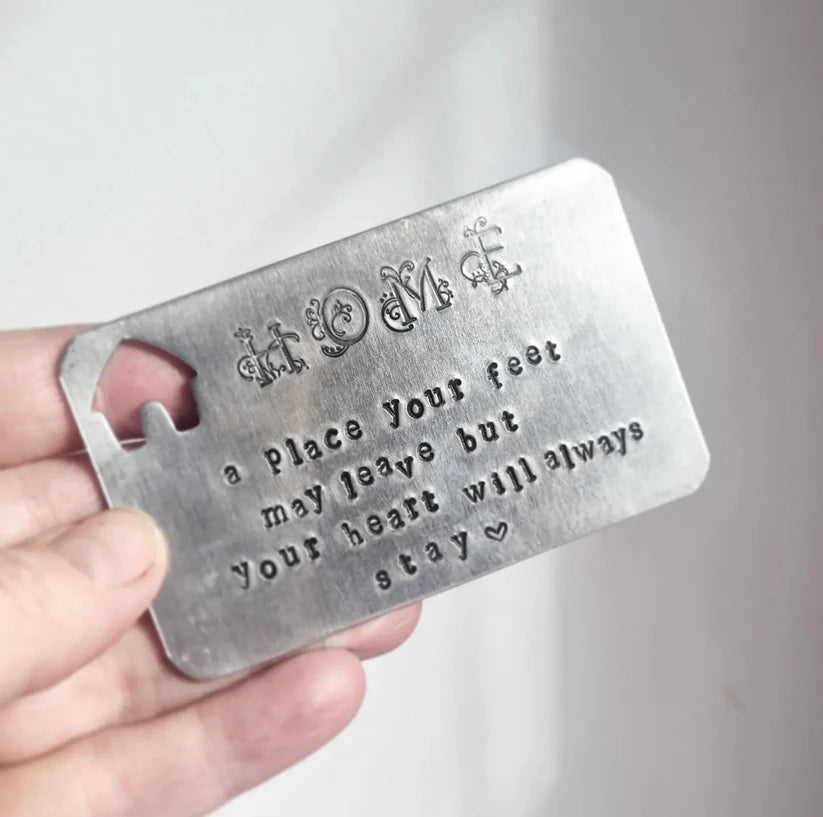 HOME
a place your feet
may leave but
your heart will always
stay ♡